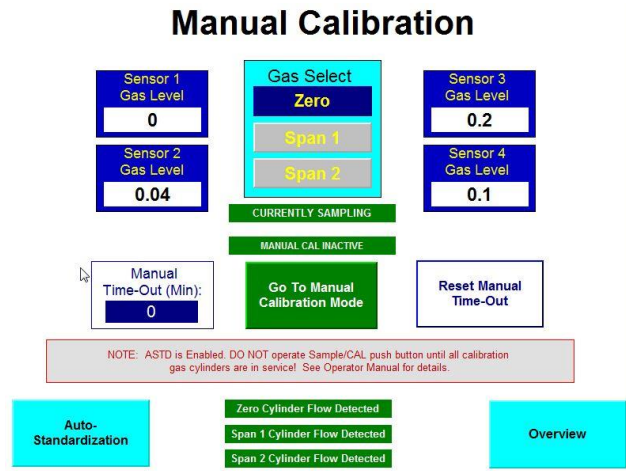 Manual Calibration
Sensor 1
Gas Level
0
Sensor 2
Gas Level
0.04
Gas Select
Zero
Span 1
Span 2
Sensor 3
Gas Level
0.2
Sensor 4
Gas Level
0.1
CURRENTLY SAMPLING
MANUAL CAL INACTIVE
Manual
Time-Out (Min):
0
Go To Manual
Calibration Mode
Reset Manual
Time-Out
NOTE: ASTD is Enabled. DO NOT operate Sample/CAL push button until all calibration
gas cylinders are in service! See Operator Manual for details.
Auto-
Standardization
Zero Cylinder Flow Detected
Span 1 Cylinder Flow Detected
Span 2 Cylinder Flow Detected
Overview